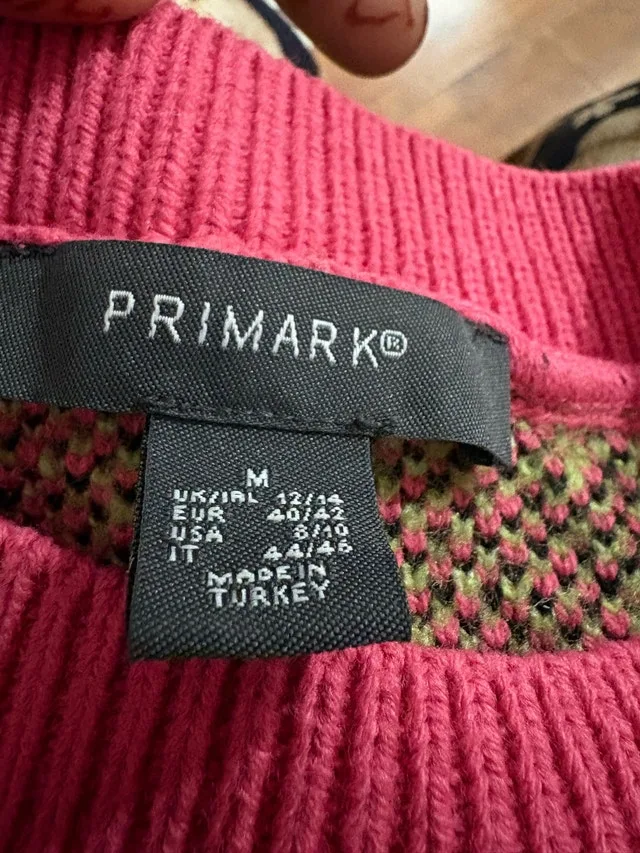 PRIMARK®
M
UK/IRL 12/14
EUR 40/42
USA 8/10
IT 44/46
MADE IN
TURKEY